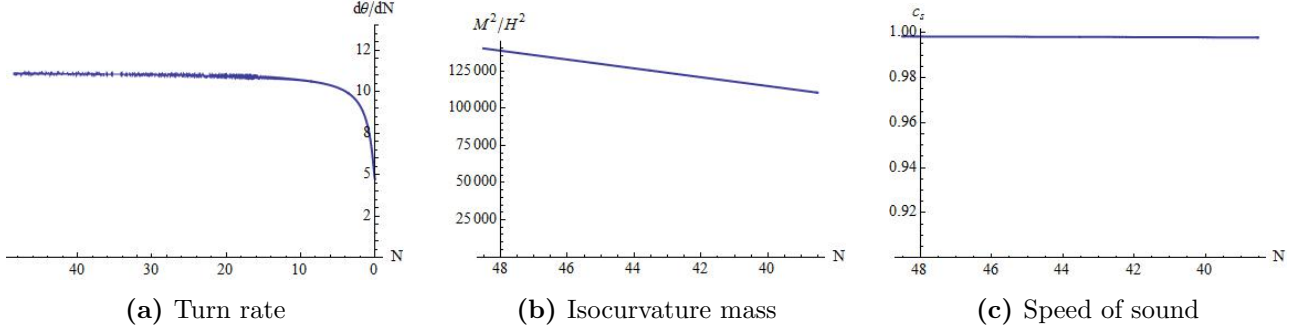 dθ/dN
12
10
8
5
2
40 30 20 10 0 N
(a) Turn rate
M²/H²
125 000
100 000
75 000
50 000
25 000
48 46 44 42 40 N
(b) Isocurvature mass
c_s
1.00
0.98
0.96
0.94
0.92
48 46 44 42 40 N
(c) Speed of sound